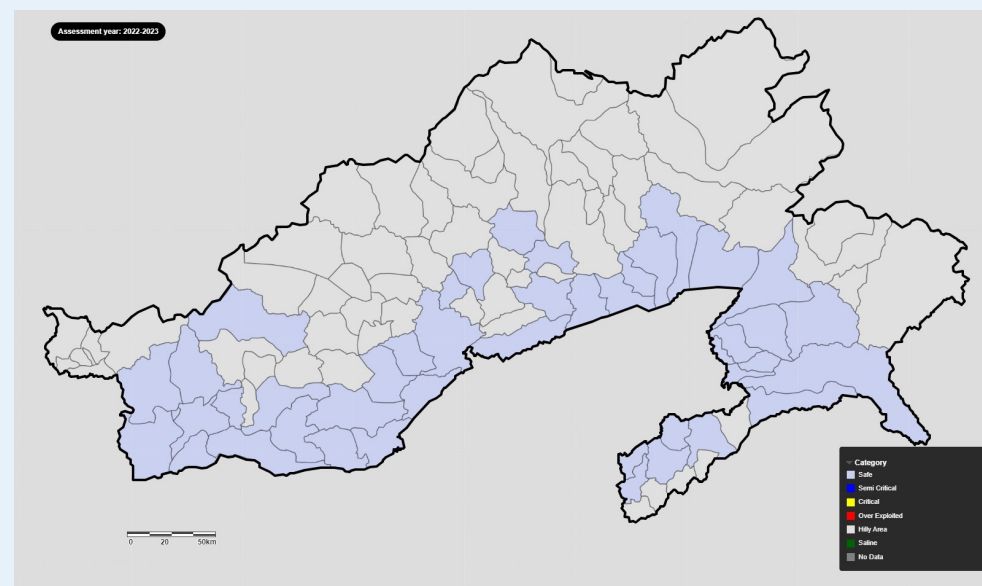 Assessment year: 2022-2023
Category
Safe
Semi Critical
Critical
Over Exploited
Hilly Area
Saline
No Data
0 20 50km